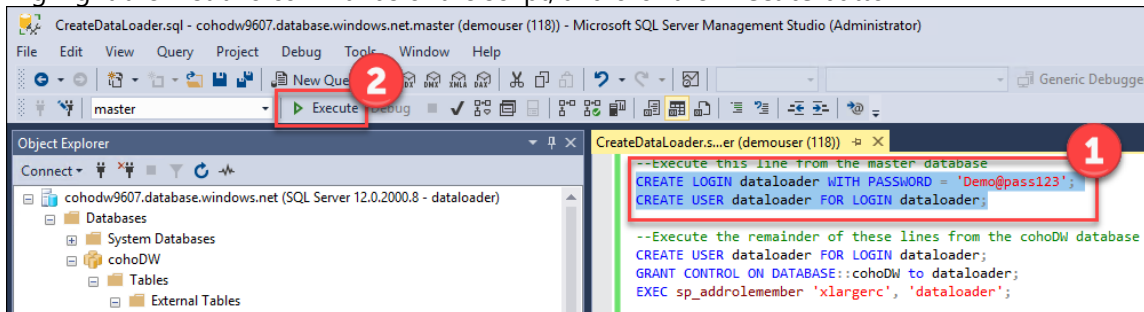 CreateDataLoader.sql - cohodw9607.database.windows.net.master (demouser (118)) - Microsoft SQL Server Management Studio (Administrator)
File Edit View Query Project Debug Tools Window Help
New Que
2
Generic Debugge
master
Execute
Debug
Object Explorer
CreateDataLoader.s...er (demouser (118))
1
Connect
cohodw9607.database.windows.net (SQL Server 12.0.2000.8 - dataloader)
Databases
System Databases
cohoDW
Tables
External Tables
--Execute this line from the master database
CREATE LOGIN dataloader WITH PASSWORD = 'Demo@pass123';
CREATE USER dataloader FOR LOGIN dataloader;
--Execute the remainder of these lines from the cohoDW database
CREATE USER dataloader FOR LOGIN dataloader;
GRANT CONTROL ON DATABASE::cohoDW to dataloader;
EXEC sp_addrolemember 'xlargerc', 'dataloader';